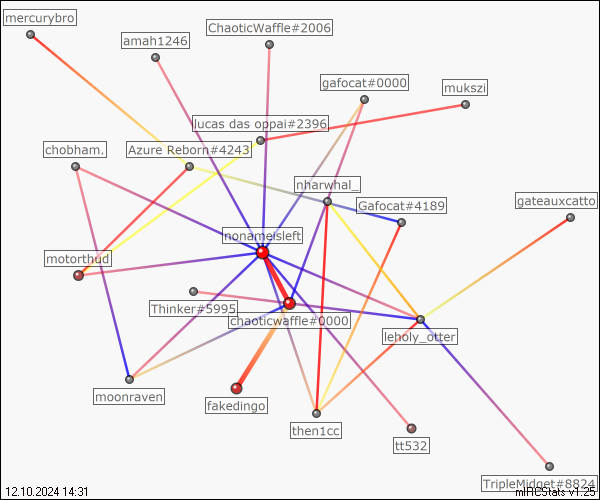 mercurybro
ChaoticWaffle#2006
amah1246
gafocat#0000
mukszi
lucas das oppai#2396
chobham.
Azure Reborn#4243
nharwhal_
gateauxcatto
Gafocat#4189
nonameisleft
motorthud
Thinker#5995
chaoticwaffle#0000
leholy_otter
moonraven
fakedingo
then1cc
tt532
TripleMidget#8824
12.10.2024 14:31
mIRCStats v1.25